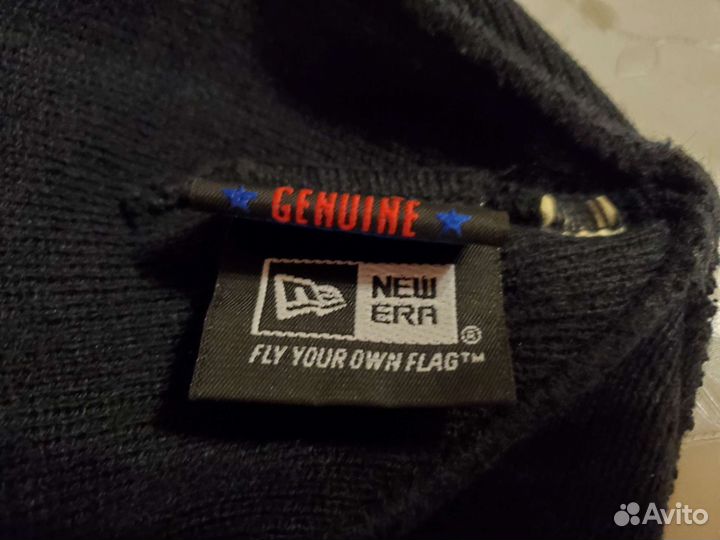 ★ GENUINE ★
NEW
ERA
®
FLY YOUR OWN FLAG™
Avito